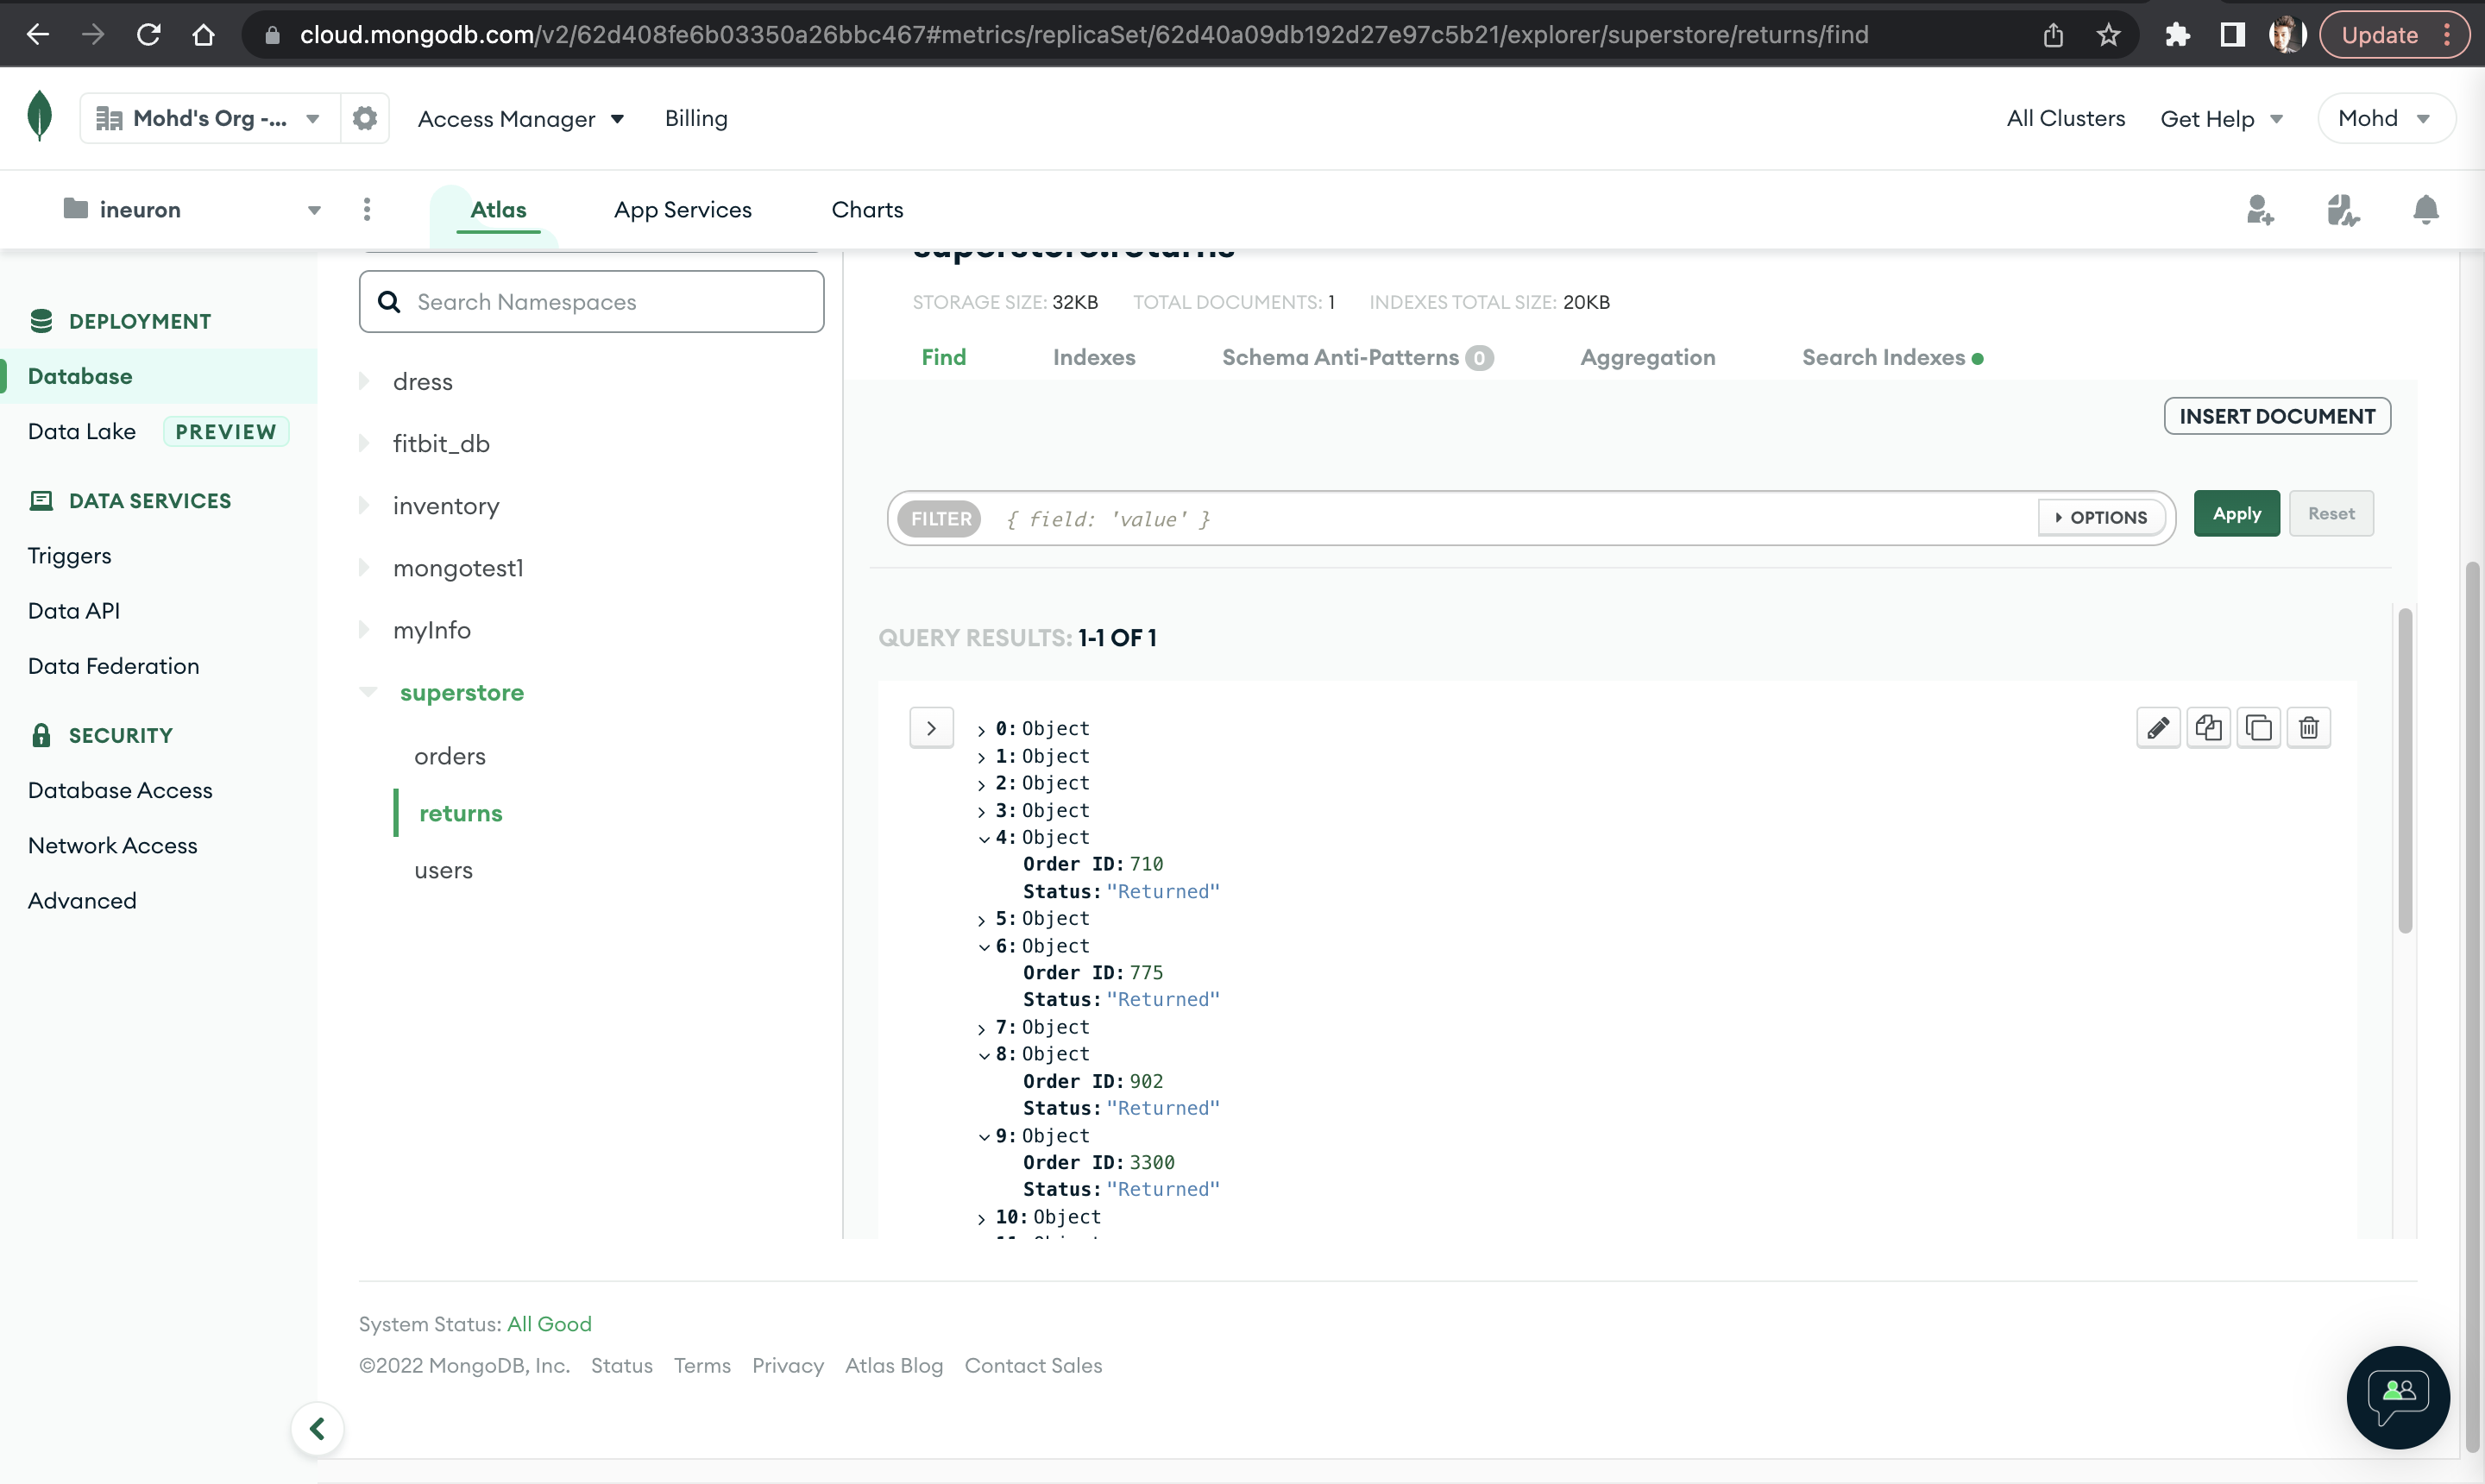 cloud.mongodb.com/v2/62d408fe6b03350a26bbc467#metrics/replicaSet/62d40a09db192d27e97c5b21/explorer/superstore/returns/find
Update
Mohd's Org -...
Access Manager
Billing
All Clusters
Get Help
Mohd
ineuron
Atlas
App Services
Charts
DEPLOYMENT
Database
Data Lake PREVIEW
DATA SERVICES
Triggers
Data API
Data Federation
SECURITY
Database Access
Network Access
Advanced
Search Namespaces
dress
fitbit_db
inventory
mongotest1
myInfo
superstore
orders
returns
users
superstore.returns
STORAGE SIZE: 32KB TOTAL DOCUMENTS: 1 INDEXES TOTAL SIZE: 20KB
Find
Indexes
Schema Anti-Patterns 0
Aggregation
Search Indexes
INSERT DOCUMENT
FILTER { field: 'value' }
OPTIONS
Apply
Reset
QUERY RESULTS: 1-1 OF 1
0: Object
1: Object
2: Object
3: Object
4: Object
Order ID: 710
Status: "Returned"
5: Object
6: Object
Order ID: 775
Status: "Returned"
7: Object
8: Object
Order ID: 902
Status: "Returned"
9: Object
Order ID: 3300
Status: "Returned"
10: Object
11: Object
System Status: All Good
©2022 MongoDB, Inc. Status Terms Privacy Atlas Blog Contact Sales